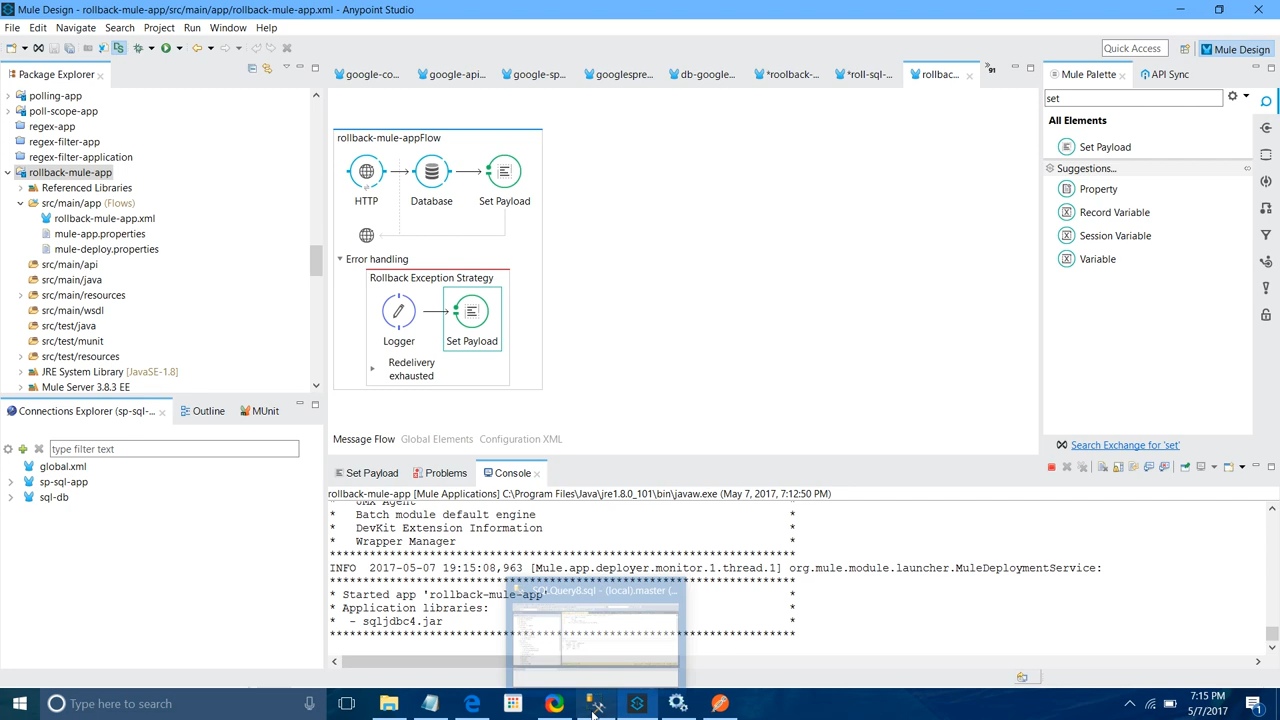 Mule Design - rollback-mule-app/src/main/app/rollback-mule-app.xml - Anypoint Studio
File Edit Navigate Search Project Run Window Help
Quick Access
Mule Design
Package Explorer
polling-app
poll-scope-app
regex-app
regex-filter-app
regex-filter-application
rollback-mule-app
Referenced Libraries
src/main/app (Flows)
rollback-mule-app.xml
mule-app.properties
mule-deploy.properties
src/main/api
src/main/java
src/main/resources
src/main/wsdl
src/test/java
src/test/munit
src/test/resources
JRE System Library [JavaSE-1.8]
Mule Server 3.8.3 EE
Connections Explorer (sp-sql-...
Outline
MUnit
type filter text
global.xml
sp-sql-app
sql-db
google-co...
google-api...
google-sp...
googlespre...
db-google...
*roolback-...
*roll-sql-...
rollbac...
»91
rollback-mule-appFlow
HTTP
Database
Set Payload
Error handling
Rollback Exception Strategy
Logger
Set Payload
Redelivery
exhausted
Message Flow Global Elements Configuration XML
Mule Palette
API Sync
set
All Elements
Set Payload
Suggestions...
Property
Record Variable
Session Variable
Variable
Search Exchange for 'set'
Set Payload
Problems
Console
rollback-mule-app [Mule Applications] C:\Program Files\Java\jre1.8.0_101\bin\javaw.exe (May 7, 2017, 7:12:50 PM)
* Batch module default engine *
* DevKit Extension Information *
* Wrapper Manager *
**********************************************************************
INFO 2017-05-07 19:15:08,963 [Mule.app.deployer.monitor.1.thread.1] org.mule.module.launcher.MuleDeploymentService:
**********************************************************************
* Started app 'rollback-mule-app' *
* Application libraries: *
* - sqljdbc4.jar *
**********************************************************************
SQLQuery8.sql - (local).master (...
Type here to search
7:15 PM
5/7/2017
1